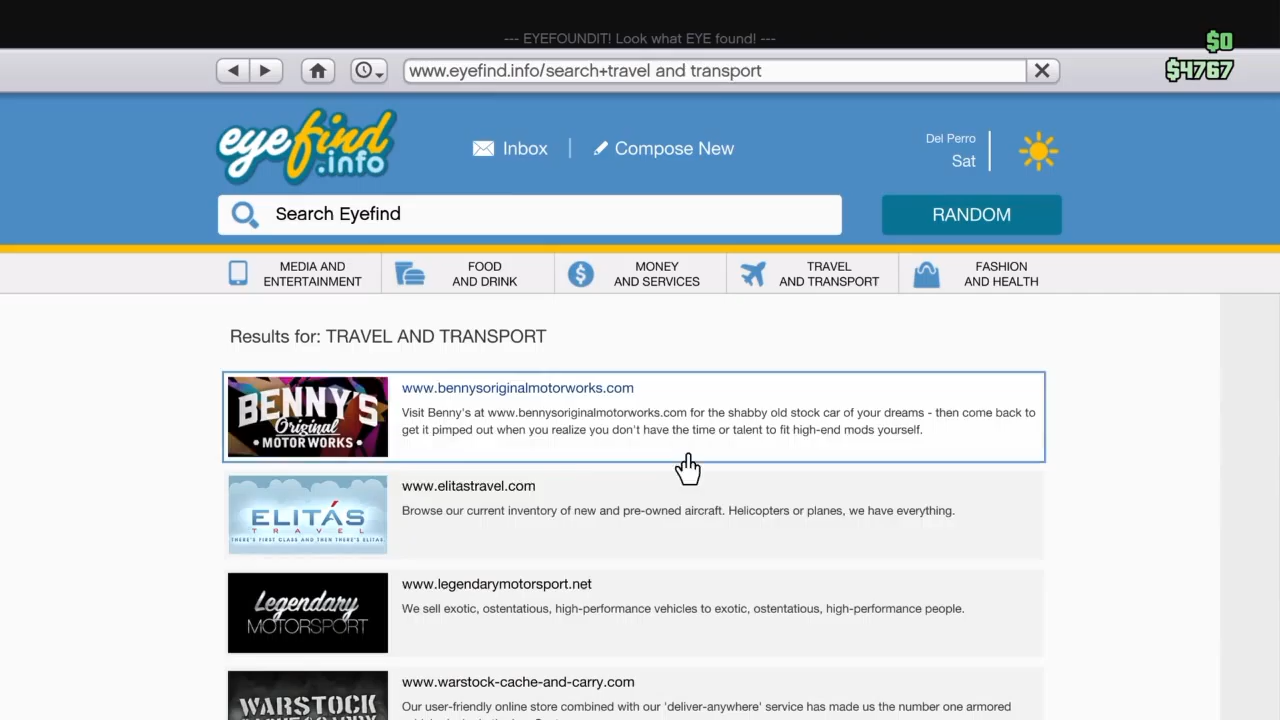 --- EYEFOUNDIT! Look what EYE found! ---
$0
$4767
www.eyefind.info/search+travel and transport
eyefind
.info
Inbox
Compose New
Del Perro
Sat
Search Eyefind
RANDOM
MEDIA AND
ENTERTAINMENT
FOOD
AND DRINK
MONEY
AND SERVICES
TRAVEL
AND TRANSPORT
FASHION
AND HEALTH
Results for: TRAVEL AND TRANSPORT
BENNY'S
Original
•MOTOR WORKS•
www.bennysoriginalmotorworks.com
Visit Benny's at www.bennysoriginalmotorworks.com for the shabby old stock car of your dreams - then come back to
get it pimped out when you realize you don't have the time or talent to fit high-end mods yourself.
ELITÁS
TRAVEL
THERE'S FIRST CLASS AND THEN THERE'S ELITAS
www.elitastravel.com
Browse our current inventory of new and pre-owned aircraft. Helicopters or planes, we have everything.
Legendary
MOTORSPORT
www.legendarymotorsport.net
We sell exotic, ostentatious, high-performance vehicles to exotic, ostentatious, high-performance people.
WARSTOCK
www.warstock-cache-and-carry.com
Our user-friendly online store combined with our 'deliver-anywhere' service has made us the number one armored